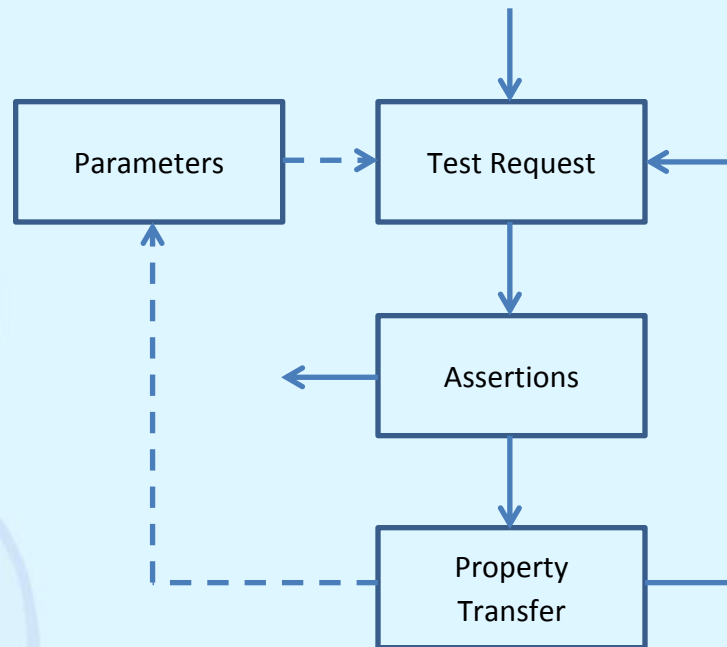 Parameters
Test Request
Assertions
Property
Transfer